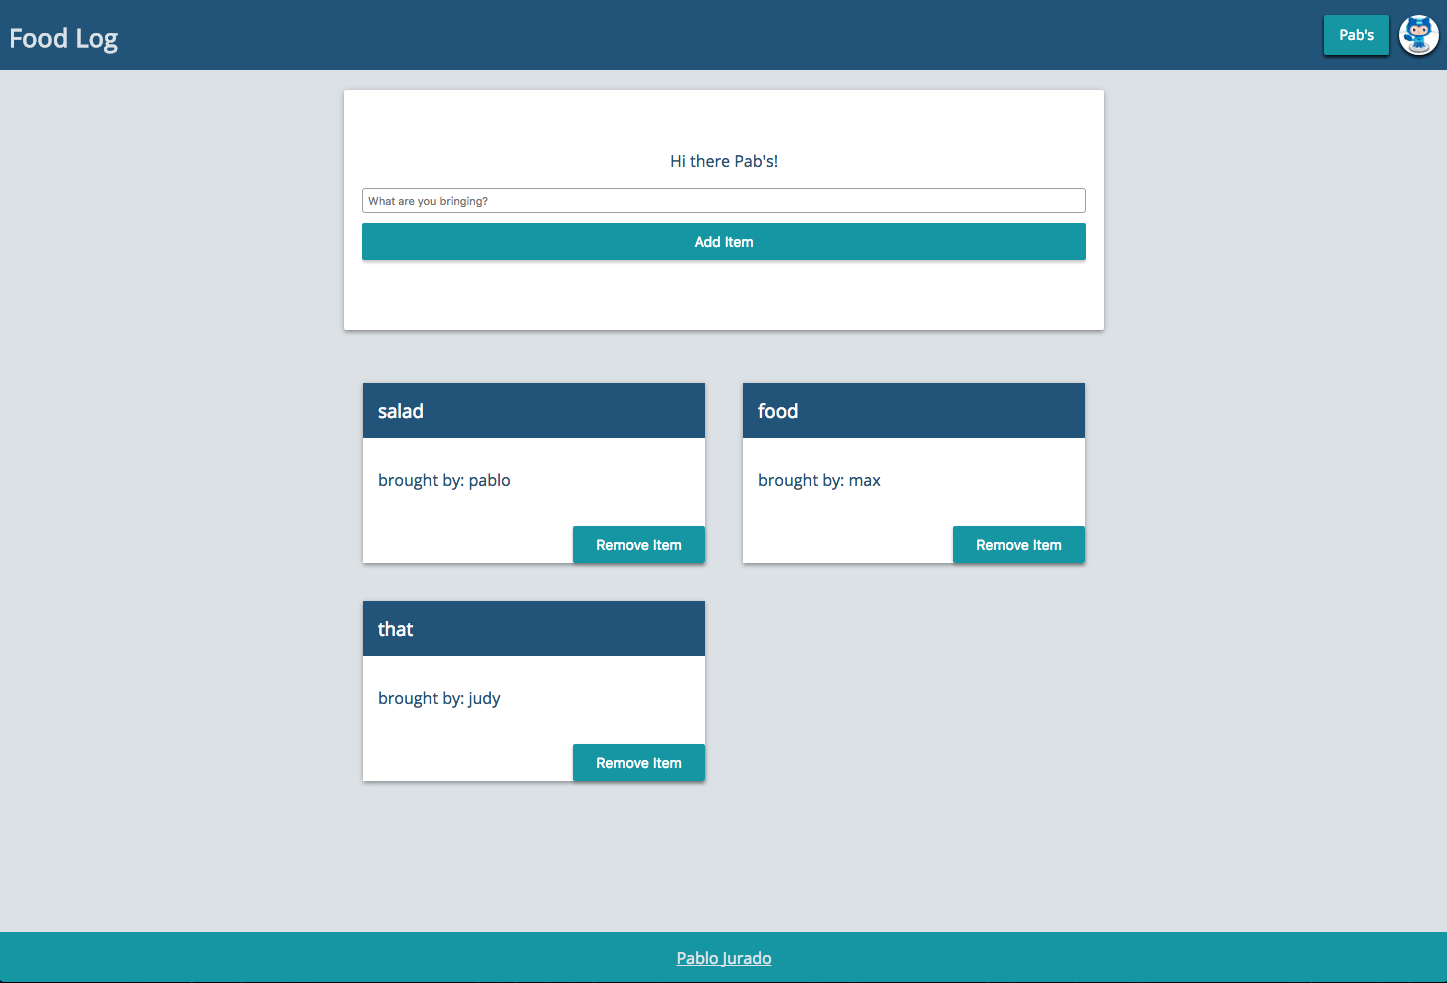 Food Log
Pab's
Hi there Pab's!
What are you bringing?
Add Item
salad
brought by: pablo
Remove Item
food
brought by: max
Remove Item
that
brought by: judy
Remove Item
Pablo Jurado